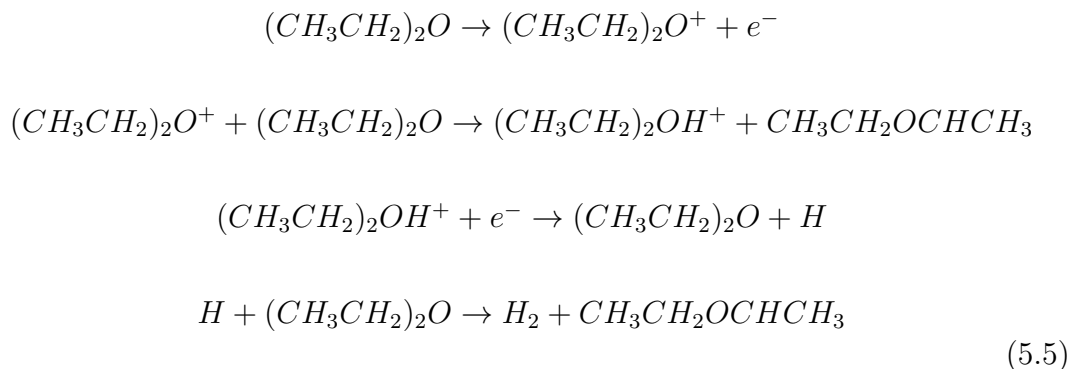 (CH₃CH₂)₂O → (CH₃CH₂)₂O⁺ + e⁻
(CH₃CH₂)₂O⁺ + (CH₃CH₂)₂O → (CH₃CH₂)₂OH⁺ + CH₃CH₂OCHCH₃
(CH₃CH₂)₂OH⁺ + e⁻ → (CH₃CH₂)₂O + H
H + (CH₃CH₂)₂O → H₂ + CH₃CH₂OCHCH₃
(5.5)